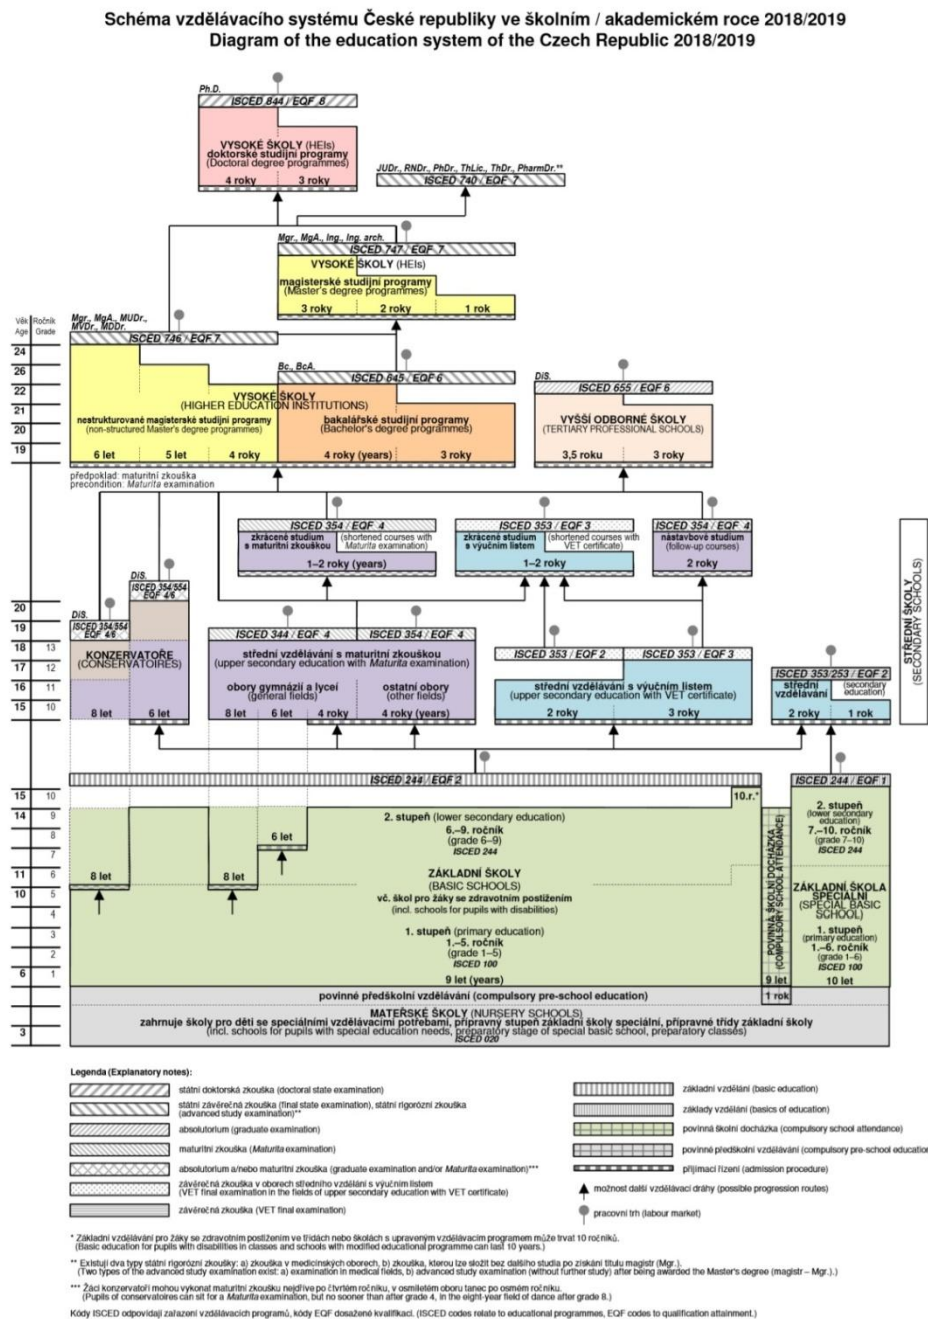 Schéma vzdělávacího systému České republiky ve školním / akademickém roce 2018/2019
Diagram of the education system of the Czech Republic 2018/2019
Ph.D.
ISCED 844 / EQF 8
VYSOKÉ ŠKOLY (HEIs)
doktorské studijní programy
(Doctoral degree programmes)
4 roky 3 roky
JUDr., RNDr., PhDr., ThLic., ThDr., PharmDr.**
ISCED 740 / EQF 7
Mgr., MgA., Ing., Ing. arch.
ISCED 747 / EQF 7
VYSOKÉ ŠKOLY (HEIs)
magisterské studijní programy
(Master's degree programmes)
3 roky 2 roky 1 rok
Věk Ročník
Age Grade
Mgr., MgA., MUDr.,
MVDr., MDDr.
ISCED 746 / EQF 7
24
26
22
21
20
19
Bc., BcA.
ISCED 645 / EQF 6
VYSOKÉ ŠKOLY
(HIGHER EDUCATION INSTITUTIONS)
nestrukturované magisterské studijní programy
(non-structured Master's degree programmes)
6 let 5 let 4 roky
bakalářské studijní programy
(Bachelor's degree programmes)
4 roky (years) 3 roky
DiS.
ISCED 655 / EQF 6
VYŠŠÍ ODBORNÉ ŠKOLY
(TERTIARY PROFESSIONAL SCHOOLS)
3,5 roku 3 roky
předpoklad: maturitní zkouška
precondition: Maturita examination
ISCED 354 / EQF 4
zkrácené studium
s maturitní zkouškou
(shortened courses with
Maturita examination)
1–2 roky (years)
ISCED 353 / EQF 3
zkrácené studium
s výučním listem
(shortened courses with
VET certificate)
1–2 roky
ISCED 354 / EQF 4
nástavbové studium
(follow-up courses)
2 roky
STŘEDNÍ ŠKOLY
(SECONDARY SCHOOLS)
20
19
18 13
17 12
16 11
15 10
DiS.
ISCED 354/554
EQF 4/6
DiS.
ISCED 354/554
EQF 4/6
KONZERVATOŘE
(CONSERVATOIRES)
8 let 6 let
ISCED 344 / EQF 4
ISCED 354 / EQF 4
střední vzdělávání s maturitní zkouškou
(upper secondary education with Maturita examination)
obory gymnázií a lyceí
(general fields)
ostatní obory
(other fields)
8 let 6 let 4 roky 4 roky (years)
ISCED 353 / EQF 2
ISCED 353 / EQF 3
střední vzdělávání s výučním listem
(upper secondary education with VET certificate)
2 roky 3 roky
ISCED 353/253 / EQF 2
střední
vzdělávání
(secondary
education)
2 roky 1 rok
ISCED 244 / EQF 2
ISCED 244 / EQF 1
15 10
14 9
8
7
11 6
10 5
4
3
2
6 1
3
10.r.*
8 let
8 let
6 let
2. stupeň (lower secondary
education)
6.–9. ročník
(grade 6–9)
ISCED 244
ZÁKLADNÍ ŠKOLY
(BASIC SCHOOLS)
vč. škol pro žáky se zdravotním postižením
(incl. schools for pupils with disabilities)
1. stupeň (primary education)
1.–5. ročník
(grade 1–5)
ISCED 100
9 let (years)
POVINNÁ ŠKOLNÍ DOCHÁZKA
(COMPULSORY SCHOOL ATTENDANCE)
9 let
2. stupeň
(lower secondary
education)
7.–10. ročník
(grade 7–10)
ISCED 244
ZÁKLADNÍ ŠKOLA
SPECIÁLNÍ
(SPECIAL BASIC
SCHOOL)
1. stupeň
(primary education)
1.–6. ročník
(grade 1–6)
ISCED 100
10 let
povinné předškolní vzdělávání (compulsory pre-school education)
1 rok
MATEŘSKÉ ŠKOLY (NURSERY SCHOOLS)
zahrnuje školy pro děti se speciálními vzdělávacími potřebami, přípravný stupeň základní školy speciální, přípravné třídy základní školy
(incl. schools for pupils with special education needs, preparatory stage of special basic school, preparatory classes)
ISCED 020
Legenda (Explanatory notes):
státní doktorská zkouška (doctoral state examination)
státní závěrečná zkouška (final state examination), státní rigorózní zkouška
(advanced study examination)**
absolutorium (graduate examination)
maturitní zkouška (Maturita examination)
absolutorium a/nebo maturitní zkouška (graduate examination and/or Maturita examination)***
závěrečná zkouška v oborech středního vzdělání s výučním listem
(VET final examination in the fields of upper secondary education with VET certificate)
závěrečná zkouška (VET final examination)
základní vzdělání (basic education)
základy vzdělání (basics of education)
povinná školní docházka (compulsory school attendance)
povinné předškolní vzdělávání (compulsory pre-school education
přijímací řízení (admission procedure)
možnost další vzdělávací dráhy (possible progression routes)
pracovní trh (labour market)
* Základní vzdělávání pro žáky se zdravotním postižením ve třídách nebo školách s upraveným vzdělávacím programem může trvat 10 ročníků.
(Basic education for pupils with disabilities in classes and schools with modified educational programme can last 10 years.)
** Existují dva typy státní rigorózní zkoušky: a) zkouška v medicínských oborech, b) zkouška, kterou lze složit bez dalšího studia po získání titulu magistr (Mgr.).
(Two types of the advanced study examination exist: a) examination in medical fields, b) advanced study examination (without further study) after being awarded the Master's degree (magistr – Mgr.).)
*** Žáci konzervatoří mohou vykonat maturitní zkoušku nejdříve po čtvrtém ročníku, v osmiletém oboru tanec po osmém ročníku.
(Pupils of conservatoires can sit for a Maturita examination, but no sooner than after grade 4, in the eight-year field of dance after grade 8.)
Kódy ISCED odpovídají zařazení vzdělávacích programů, kódy EQF dosažené kvalifikaci. (ISCED codes relate to educational programmes, EQF codes to qualification attainment.)